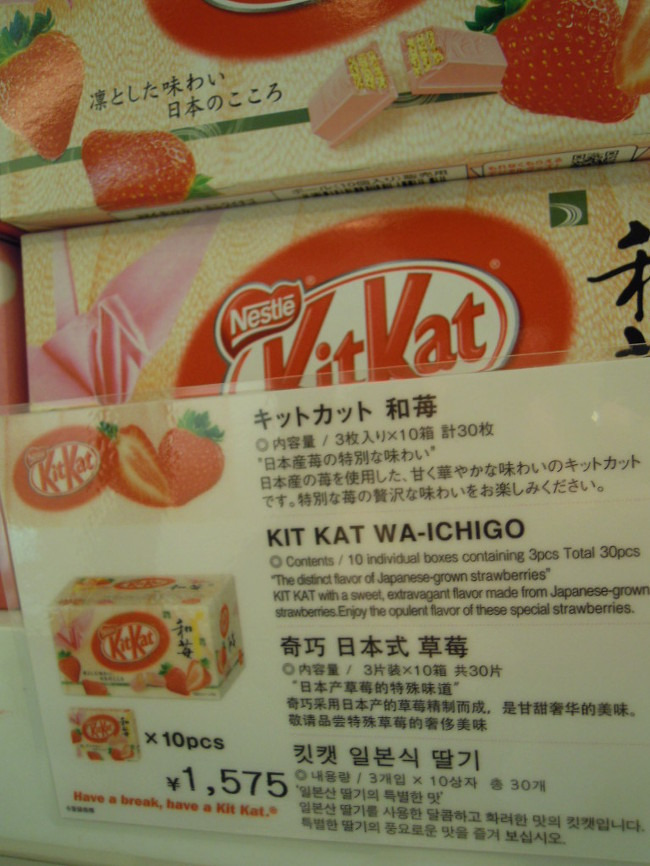 凛とした味わい
日本のこころ
Nestlé
KitKat
和苺
キットカット 和苺
◎ 内容量 / 3枚入り×10箱 計30枚
"日本産苺の特別な味わい"
日本産の苺を使用した、甘く華やかな味わいのキットカット
です。特別な苺の贅沢な味わいをお楽しみください。
KitKat
KIT KAT WA-ICHIGO
◎ Contents / 10 individual boxes containing 3pcs Total 30pcs
"The distinct flavor of Japanese-grown strawberries"
KIT KAT with a sweet, extravagant flavor made from Japanese-grown
strawberries.Enjoy the opulent flavor of these special strawberries.
Nestlé
KitKat
和苺
奇巧 日本式 草莓
◎ 内容量 / 3片装×10箱 共30片
"日本产草莓的特殊味道"
奇巧采用日本产的草莓精制而成，是甘甜奢华的美味。
敬请品尝特殊草莓的奢侈美味
×10pcs
¥1,575
Have a break, have a Kit Kat.®
킷캣 일본식 딸기
◎ 내용량 / 3개입 × 10상자 총 30개
'일본산 딸기의 특별한 맛'
일본산 딸기를 사용한 달콤하고 화려한 맛의 킷캣입니다.
특별한 딸기의 풍요로운 맛을 즐겨 보십시오.